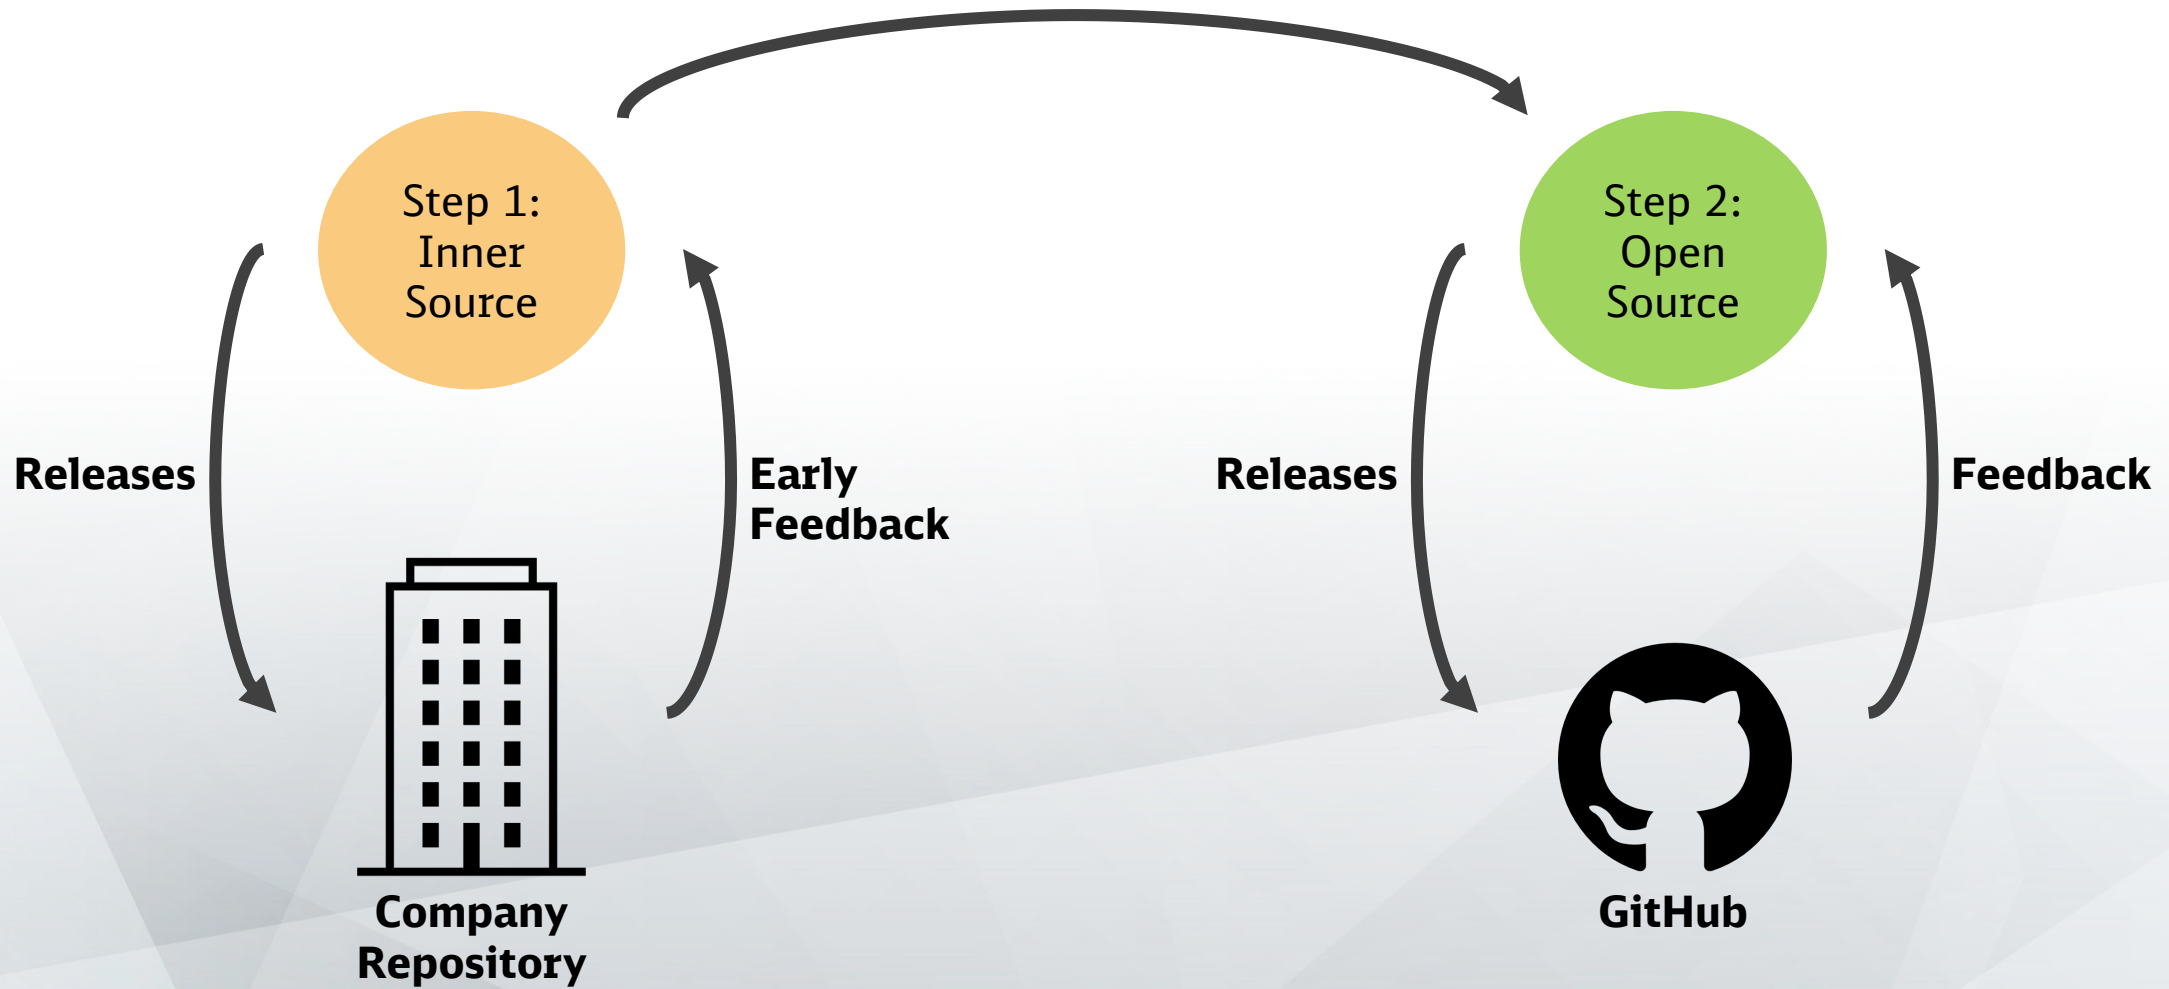 Step 1:
Inner
Source
Step 2:
Open
Source
Releases
Early
Feedback
Releases
Feedback
Company
Repository
GitHub